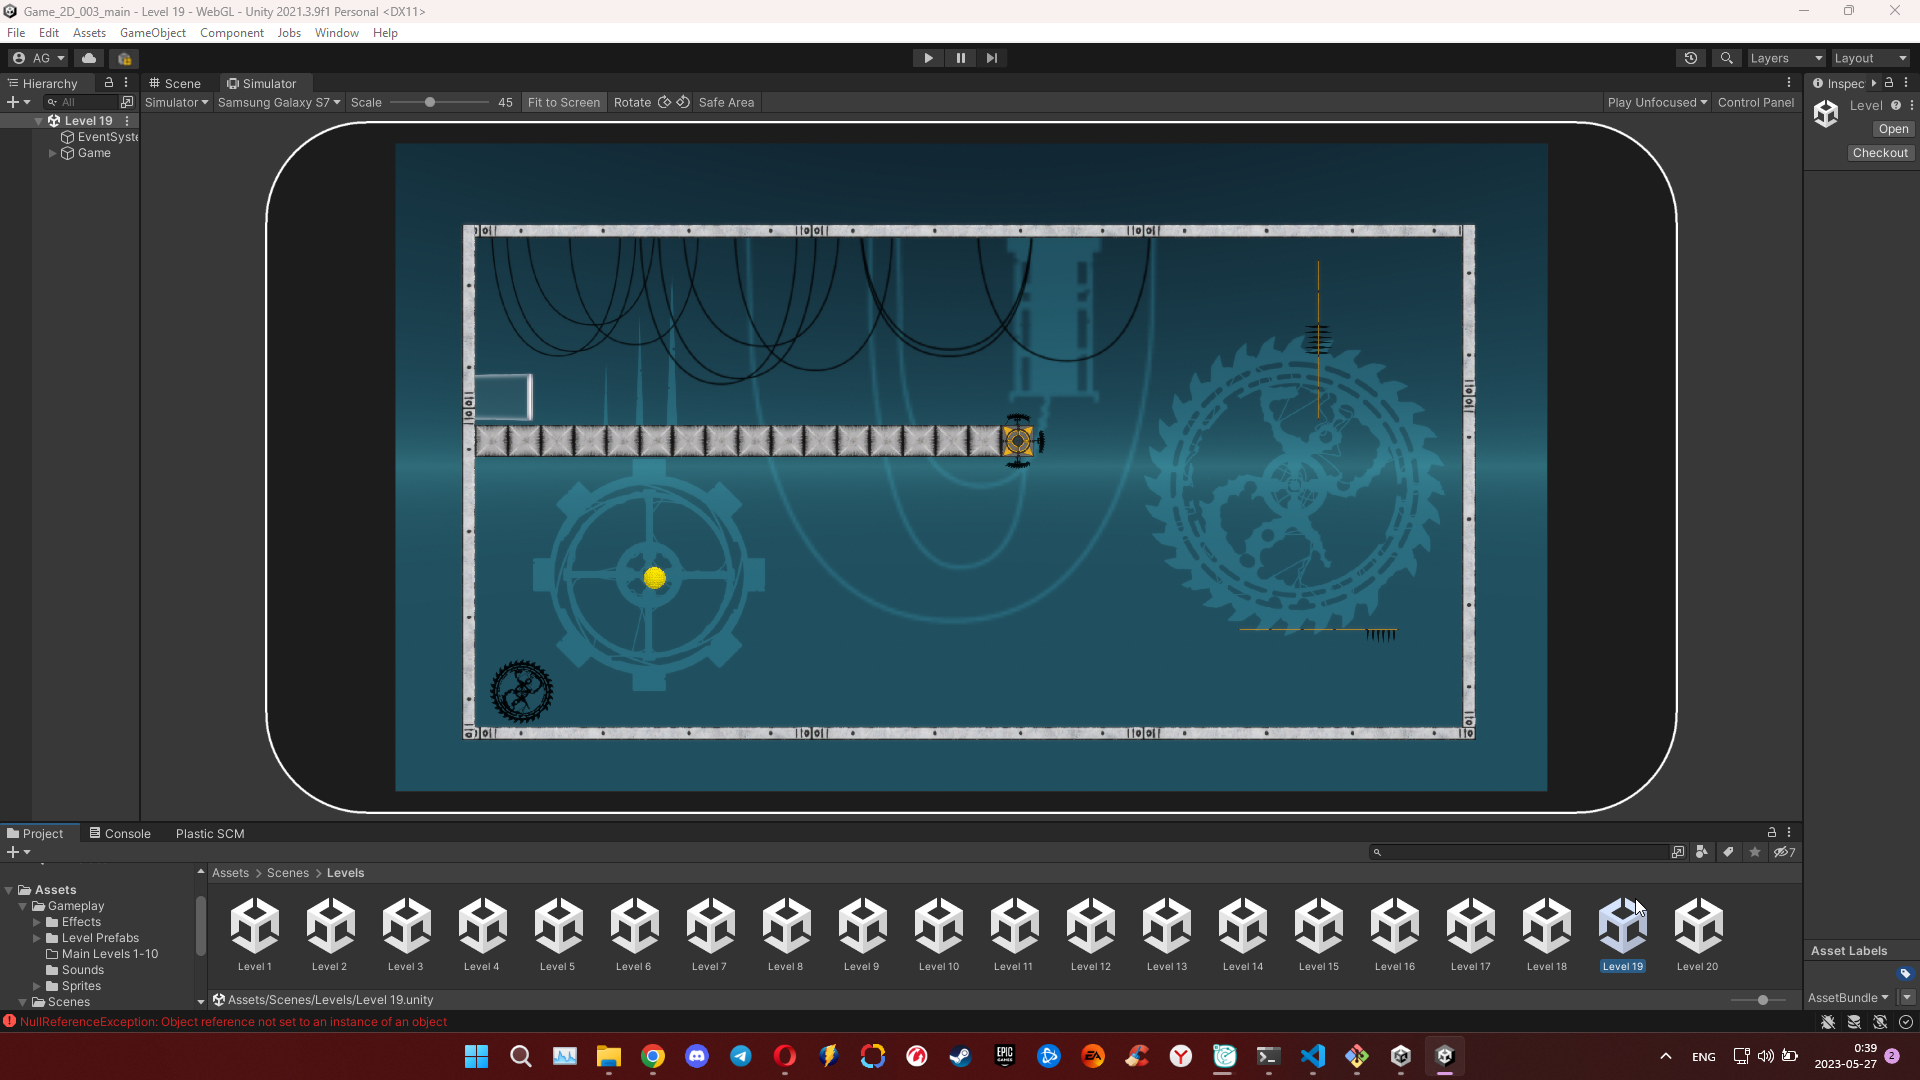 Game_2D_003_main - Level 19 - WebGL - Unity 2021.3.9f1 Personal <DX11>
File Edit Assets GameObject Component Jobs Window Help
AG Layers Layout
Hierarchy Scene Simulator Inspec
All Simulator Samsung Galaxy S7 Scale 45 Fit to Screen Rotate Safe Area Play Unfocused Control Panel Level
Level 19
EventSyste
Game
Open
Checkout
Project Console Plastic SCM
7
Assets > Scenes > Levels
Assets
Gameplay
Effects
Level Prefabs
Main Levels 1-10
Sounds
Sprites
Scenes
Level 1 Level 2 Level 3 Level 4 Level 5 Level 6 Level 7 Level 8 Level 9 Level 10 Level 11 Level 12 Level 13 Level 14 Level 15 Level 16 Level 17 Level 18 Level 19 Level 20
Assets/Scenes/Levels/Level 19.unity
Asset Labels
AssetBundle
NullReferenceException: Object reference not set to an instance of an object
EPIC GAMES
EA
ENG
0:39
2023-05-27
2